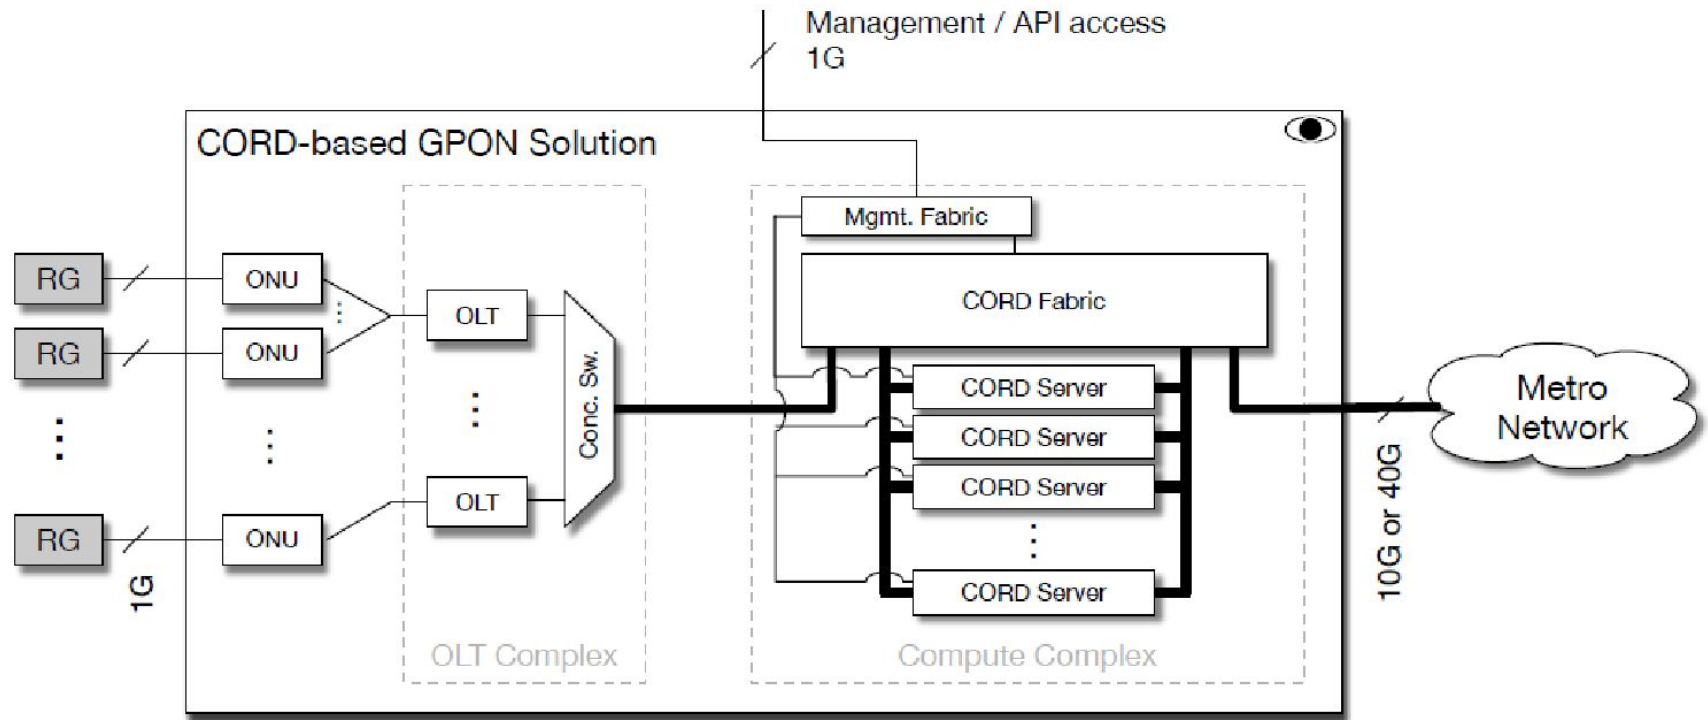 Management / API access
1G
CORD-based GPON Solution
Mgmt. Fabric
RG
ONU
OLT
CORD Fabric
RG
ONU
Conc. Sw.
CORD Server
CORD Server
CORD Server
Metro
Network
RG
ONU
OLT
CORD Server
1G
10G or 40G
OLT Complex
Compute Complex